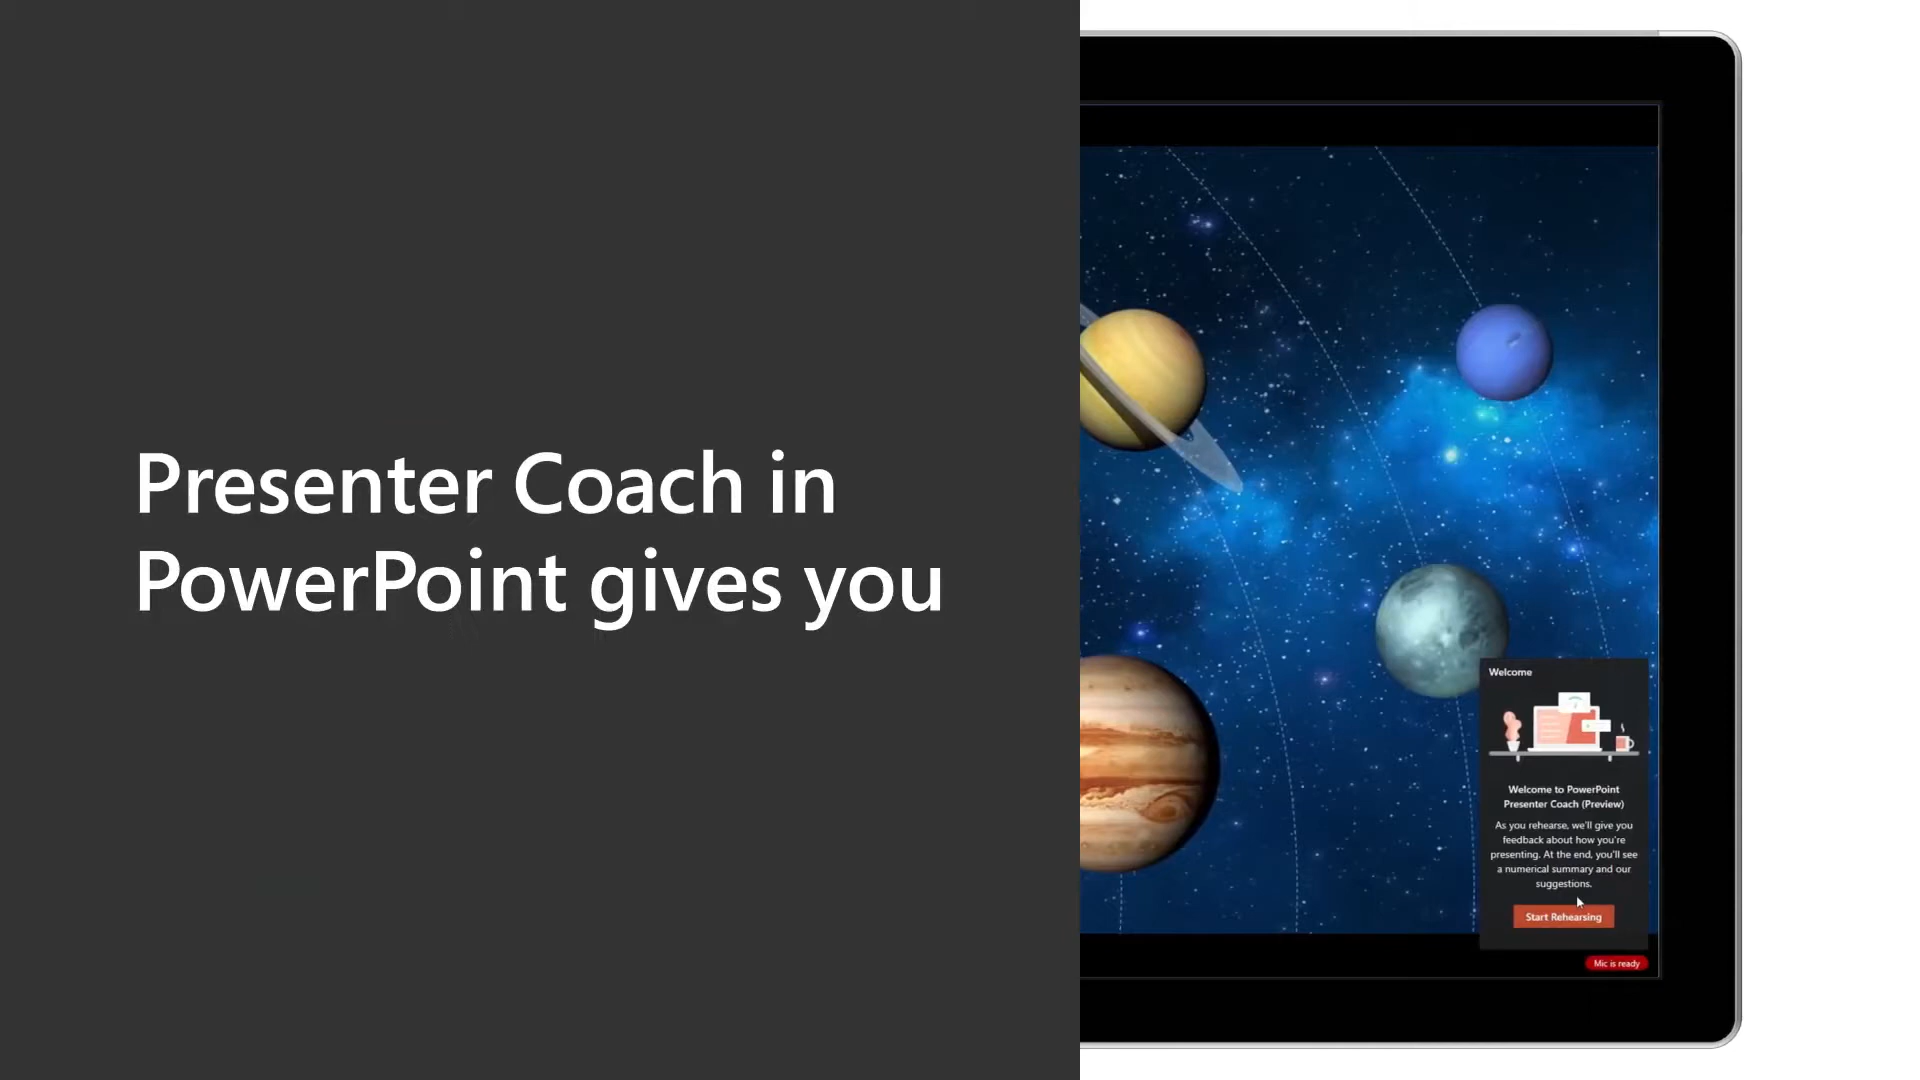 Presenter Coach in
PowerPoint gives you
Welcome
Welcome to PowerPoint
Presenter Coach (Preview)
As you rehearse, we'll give you
feedback about how you're
presenting. At the end, you'll see
a numerical summary and our
suggestions.
Start Rehearsing
Mic is ready